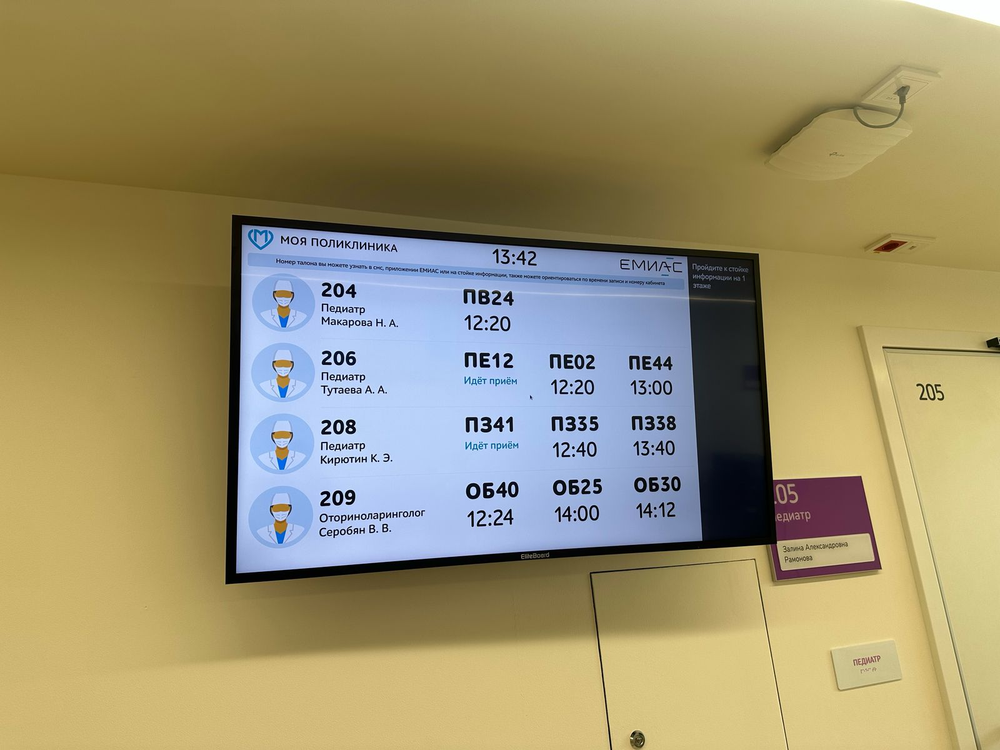 МОЯ ПОЛИКЛИНИКА
13:42
ЕМИАС
Номер талона вы можете узнать в смс, приложении ЕМИАС или на стойке информации, также можете ориентироваться по времени записи и номеру кабинета
Пройдите к стойке
информации на 1
этаже
204
Педиатр
Макарова Н. А.
ПВ24
12:20
206
Педиатр
Тутаева А. А.
ПЕ12 ПЕ02 ПЕ44
Идёт приём 12:20 13:00
208
Педиатр
Кирютин К. Э.
ПЗ41 ПЗ35 ПЗ38
Идёт приём 12:40 13:40
209
Оториноларинголог
Серобян В. В.
ОБ40 ОБ25 ОБ30
12:24 14:00 14:12
EliteBoard
205
05
едиатр
Залина Александровна
Рамонова
ПЕДИАТР